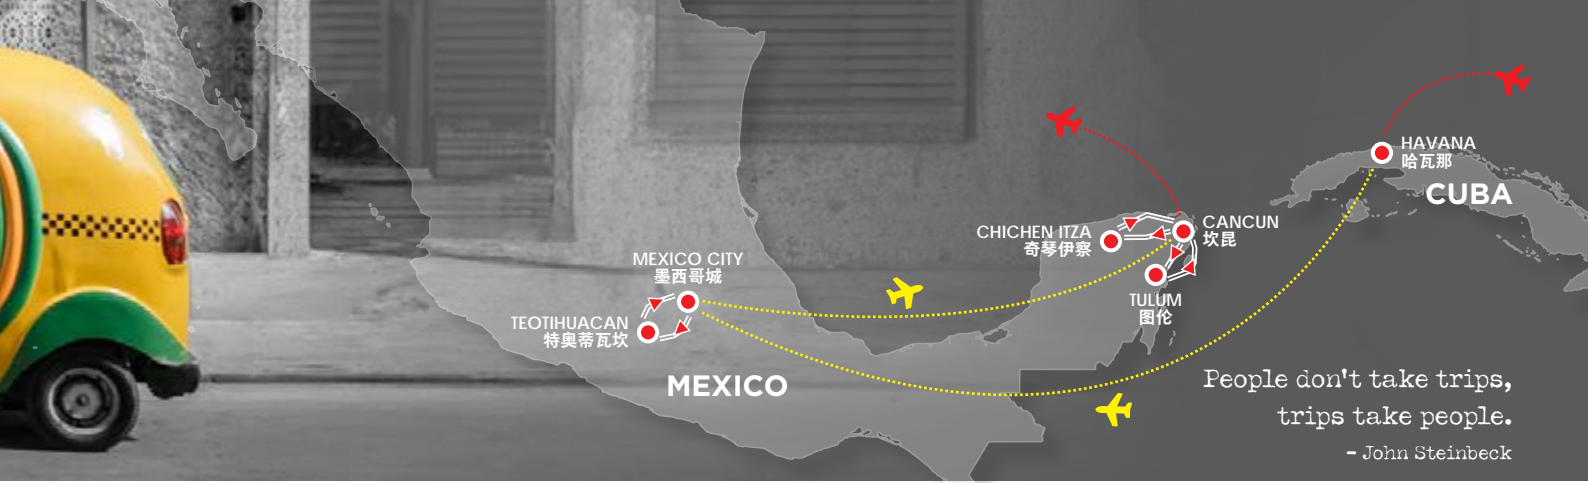 HAVANA
哈瓦那
CUBA
CHICHEN ITZA
奇琴伊察
CANCUN
坎昆
MEXICO CITY
墨西哥城
TULUM
图伦
TEOTIHUACAN
特奥蒂瓦坎
MEXICO
People don't take trips,
trips take people.
- John Steinbeck